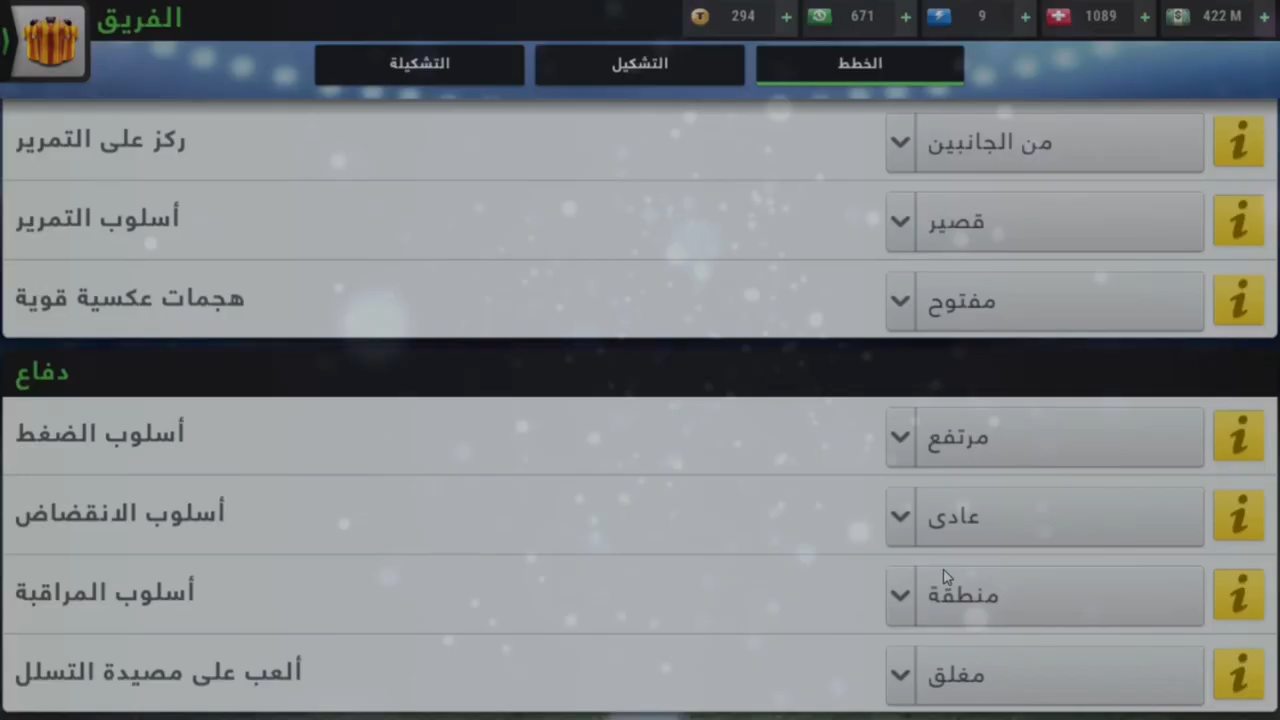 الفريق
294
671
9
1089
422 M
التشكيلة
التشكيل
الخطط
ركز على التمرير
من الجانبين
أسلوب التمرير
قصير
هجمات عكسية قوية
مفتوح
دفاع
أسلوب الضغط
مرتفع
أسلوب الانقضاض
عادى
أسلوب المراقبة
منطقة
ألعب على مصيدة التسلل
مغلق